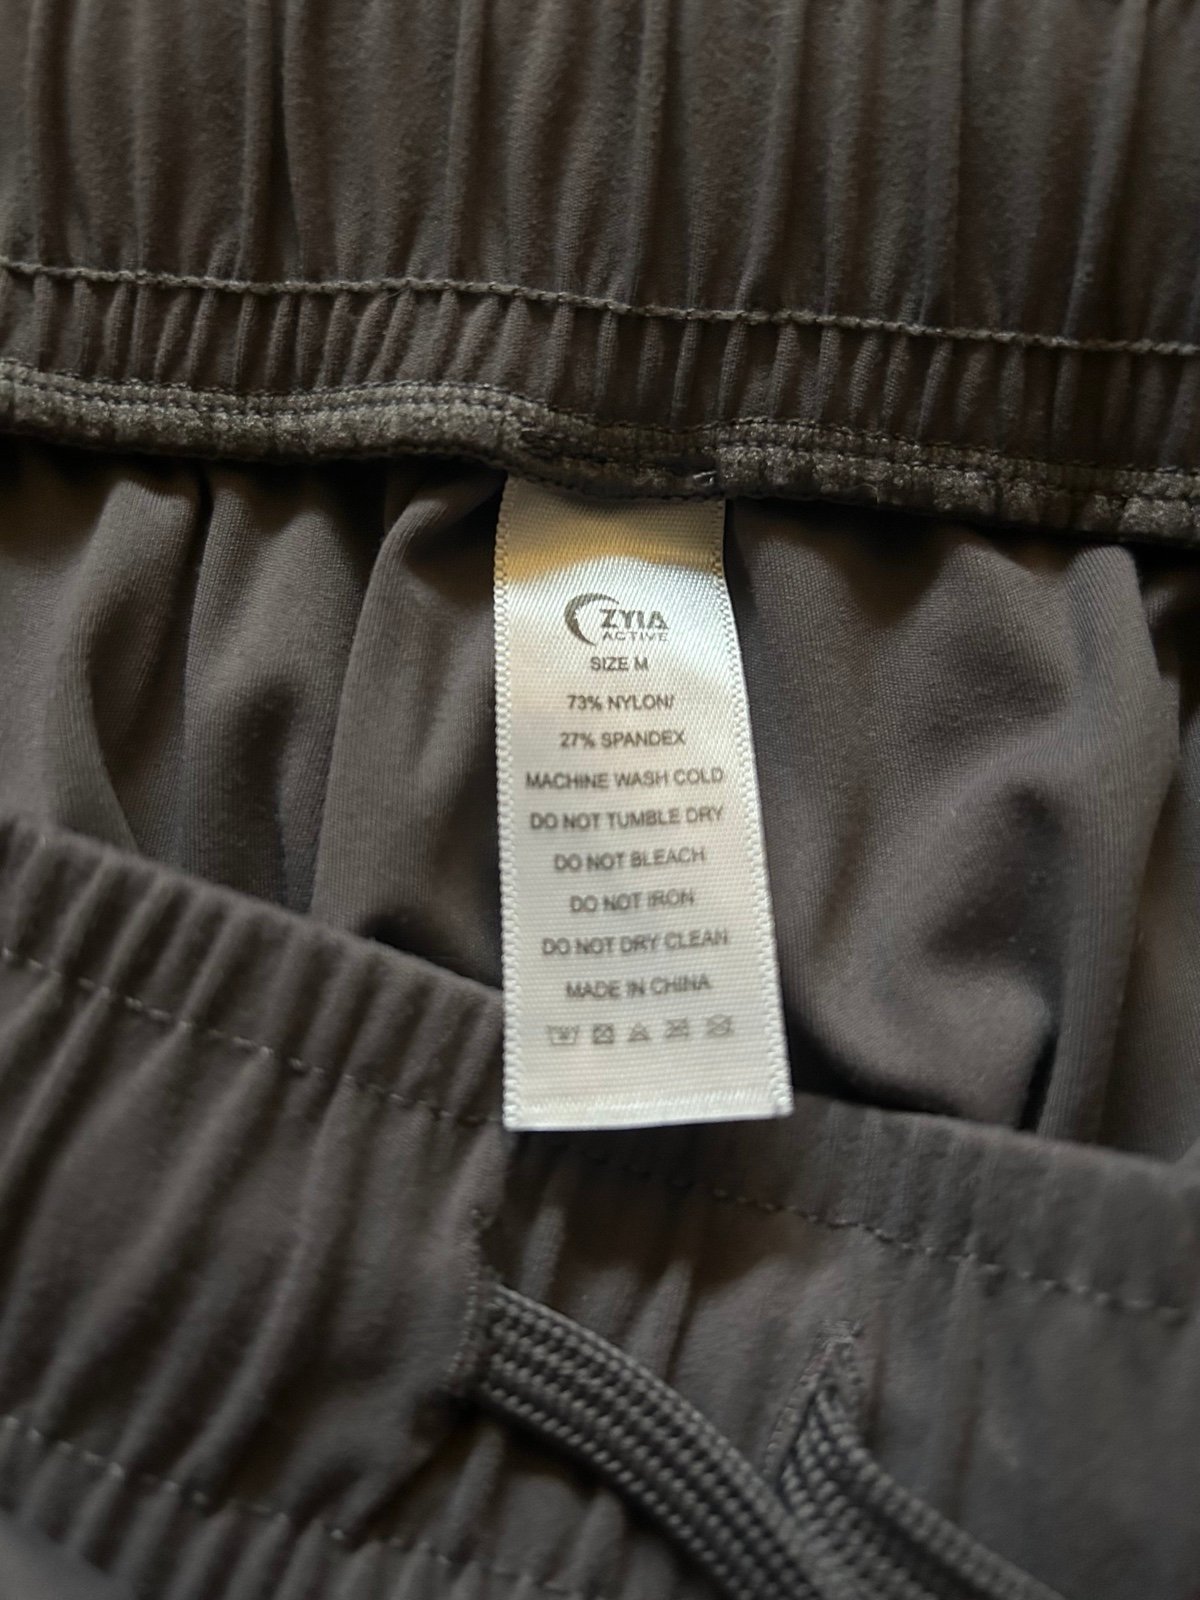 ZYIA
ACTIVE
SIZE M
73% NYLON/
27% SPANDEX
MACHINE WASH COLD
DO NOT TUMBLE DRY
DO NOT BLEACH
DO NOT IRON
DO NOT DRY CLEAN
MADE IN CHINA